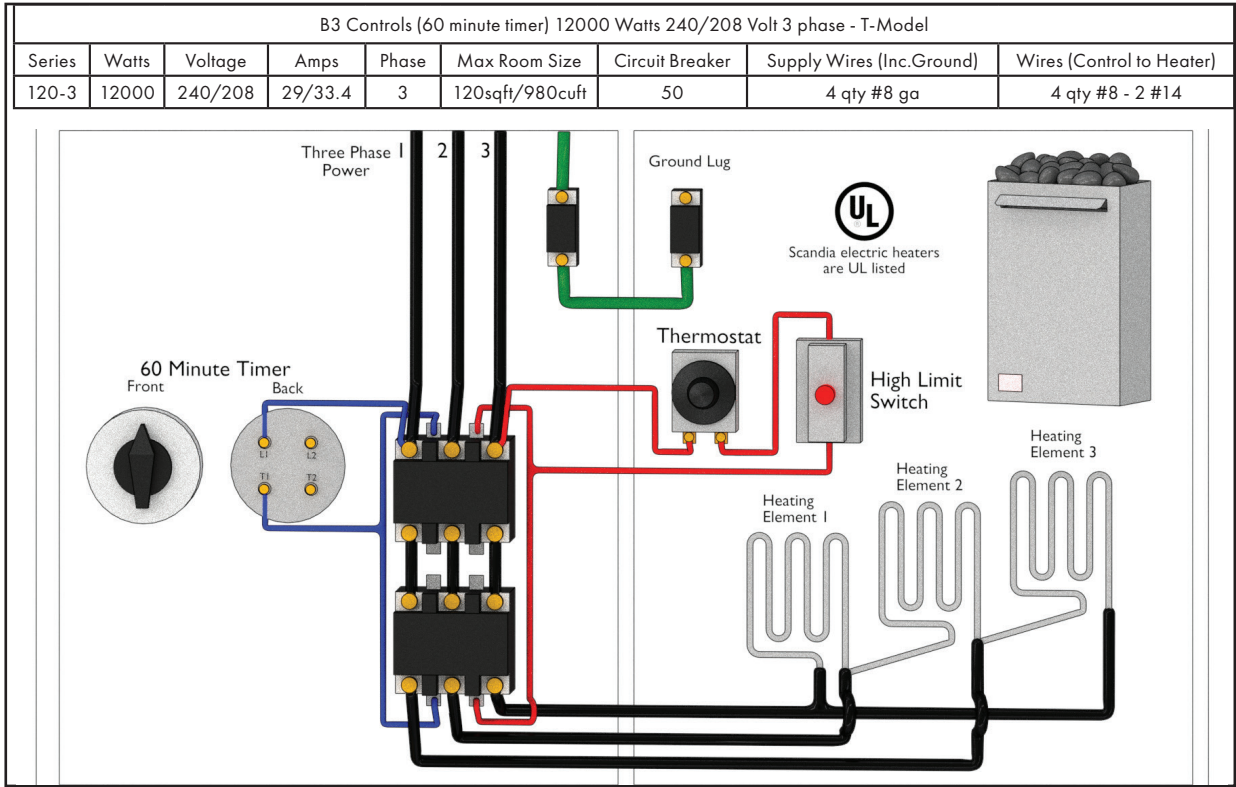 B3 Controls (60 minute timer) 12000 Watts 240/208 Volt 3 phase - T-Model
Series Watts Voltage Amps Phase Max Room Size Circuit Breaker Supply Wires (Inc.Ground) Wires (Control to Heater)
120-3 12000 240/208 29/33.4 3 120sqft/980cuft 50 4 qty #8 ga 4 qty #8 - 2 #14
Three Phase
Power
1 2 3
Ground Lug
UL
®
Scandia electric heaters
are UL listed
60 Minute Timer
Front
Back
L1 L2
T1 T2
Thermostat
High Limit
Switch
Heating
Element 1
Heating
Element 2
Heating
Element 3